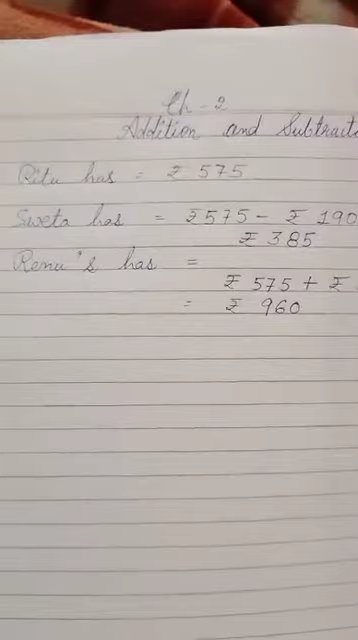 Ch - 2
Addition and Subtracti
Ritu has = ₹ 575
Sweta has = ₹575 - ₹ 190
₹ 385
Renu's has =
₹ 575 + ₹
= ₹ 960